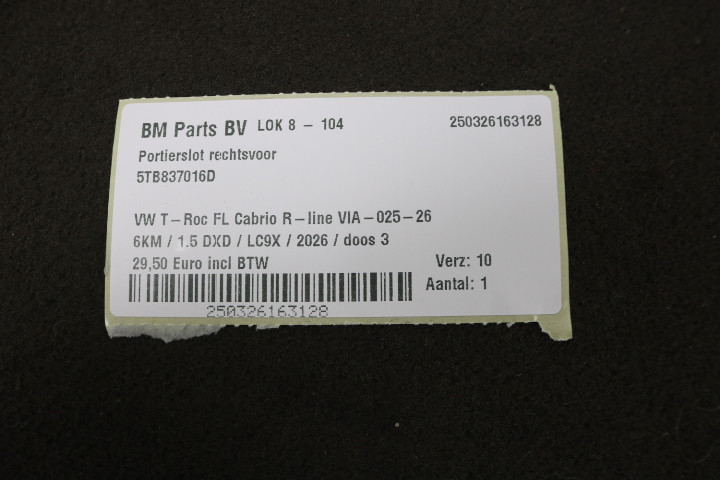 BM Parts BV LOK 8 - 104 250326163128
Portierslot rechtsvoor
5TB837016D
VW T-Roc FL Cabrio R-line VIA-025-26
6KM / 1.5 DXD / LC9X / 2026 / doos 3
29,50 Euro incl BTW Verz: 10
Aantal: 1
250326163128